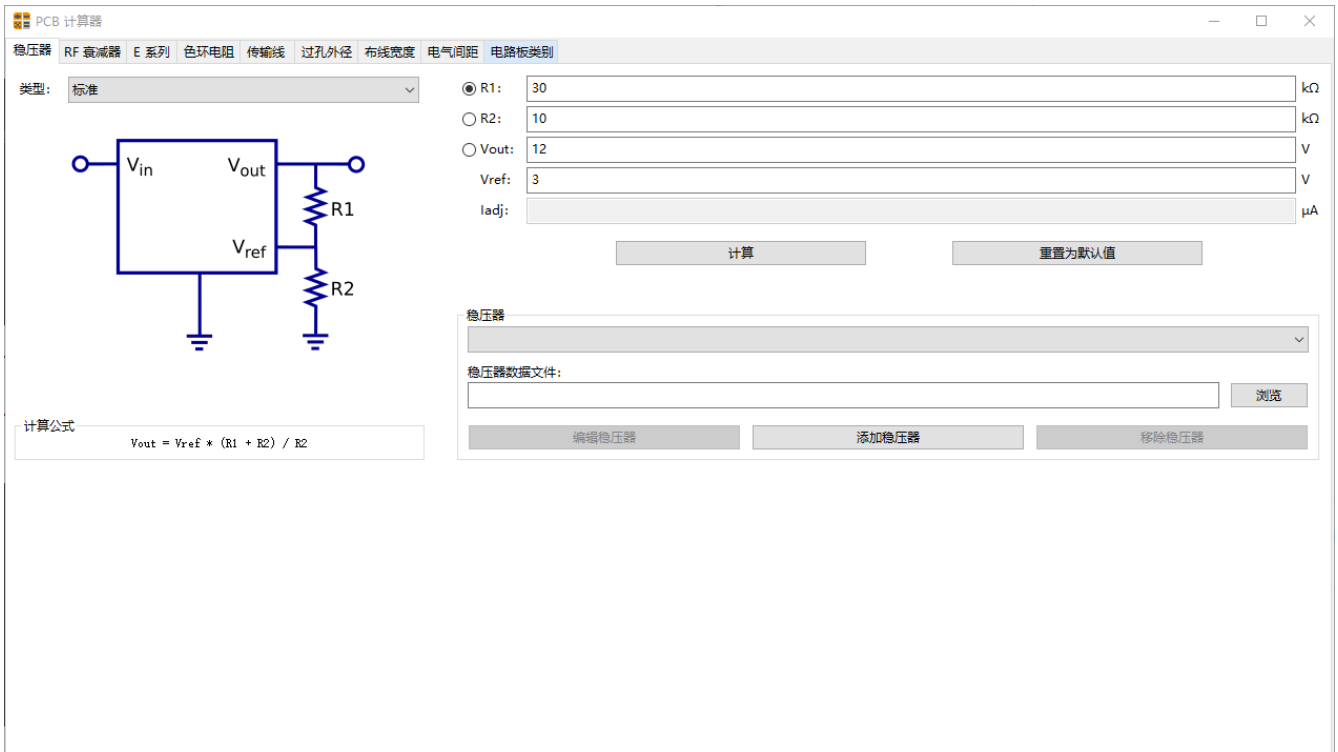 PCB 计算器
稳压器 RF 衰减器 E 系列 色环电阻 传输线 过孔外径 布线宽度 电气间距 电路板类别
类型: 标准
Vin Vout
R1
Vref
R2
计算公式
Vout = Vref * (R1 + R2) / R2
R1: 30 kΩ
R2: 10 kΩ
Vout: 12 V
Vref: 3 V
Iadj: μA
计算 重置为默认值
稳压器
稳压器数据文件:
浏览
编辑稳压器 添加稳压器 移除稳压器